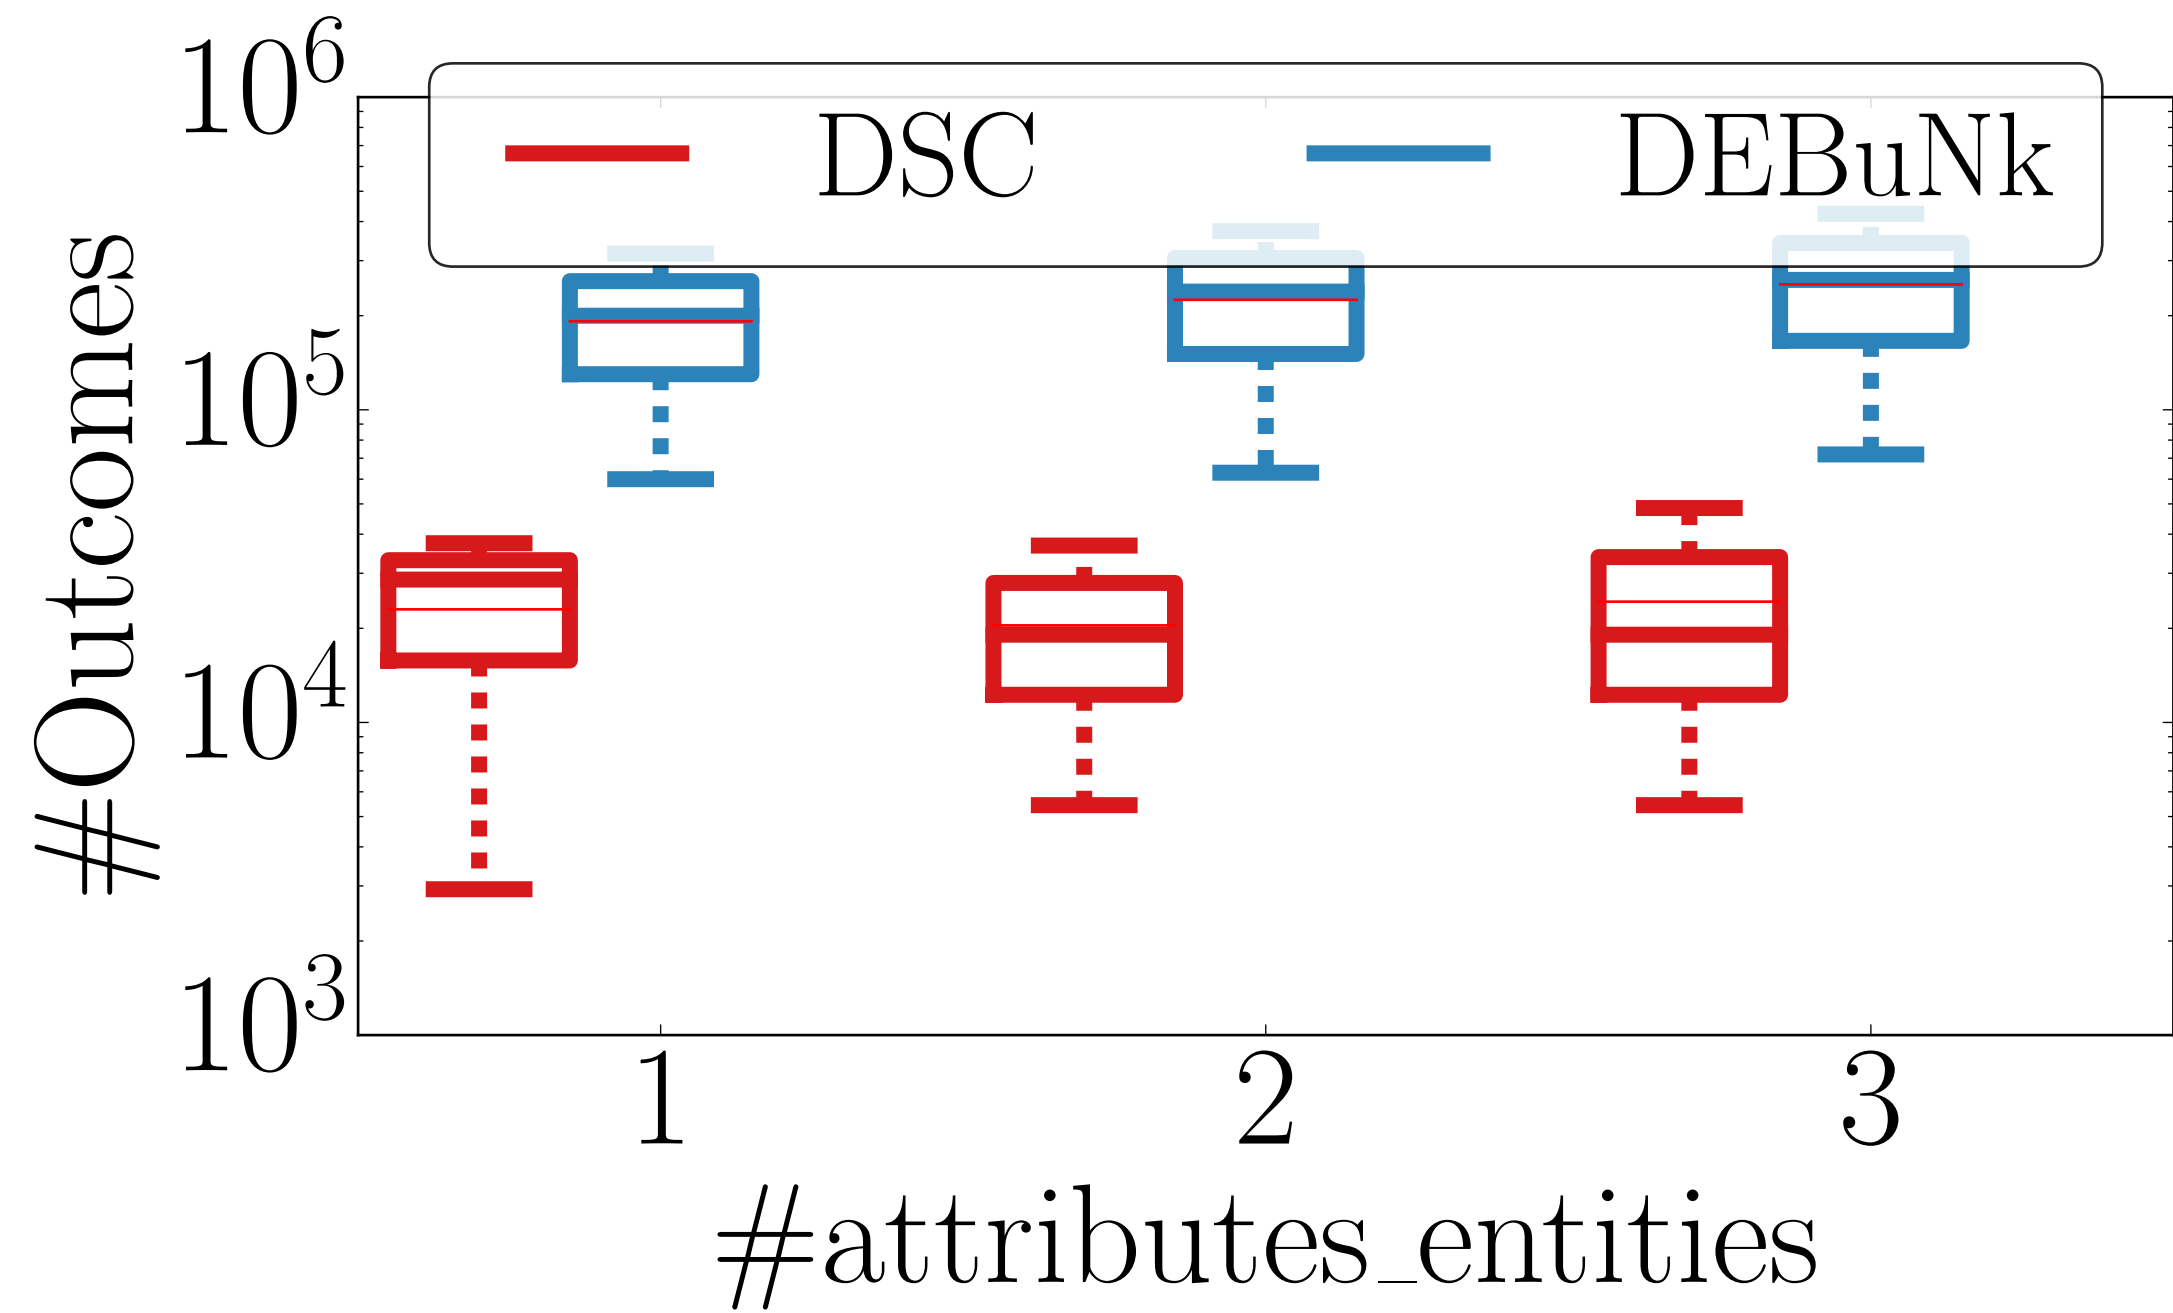 10^6
DSC DEBuNk
10^5
10^4
10^3
#Outcomes
1 2 3
#attributes_entities